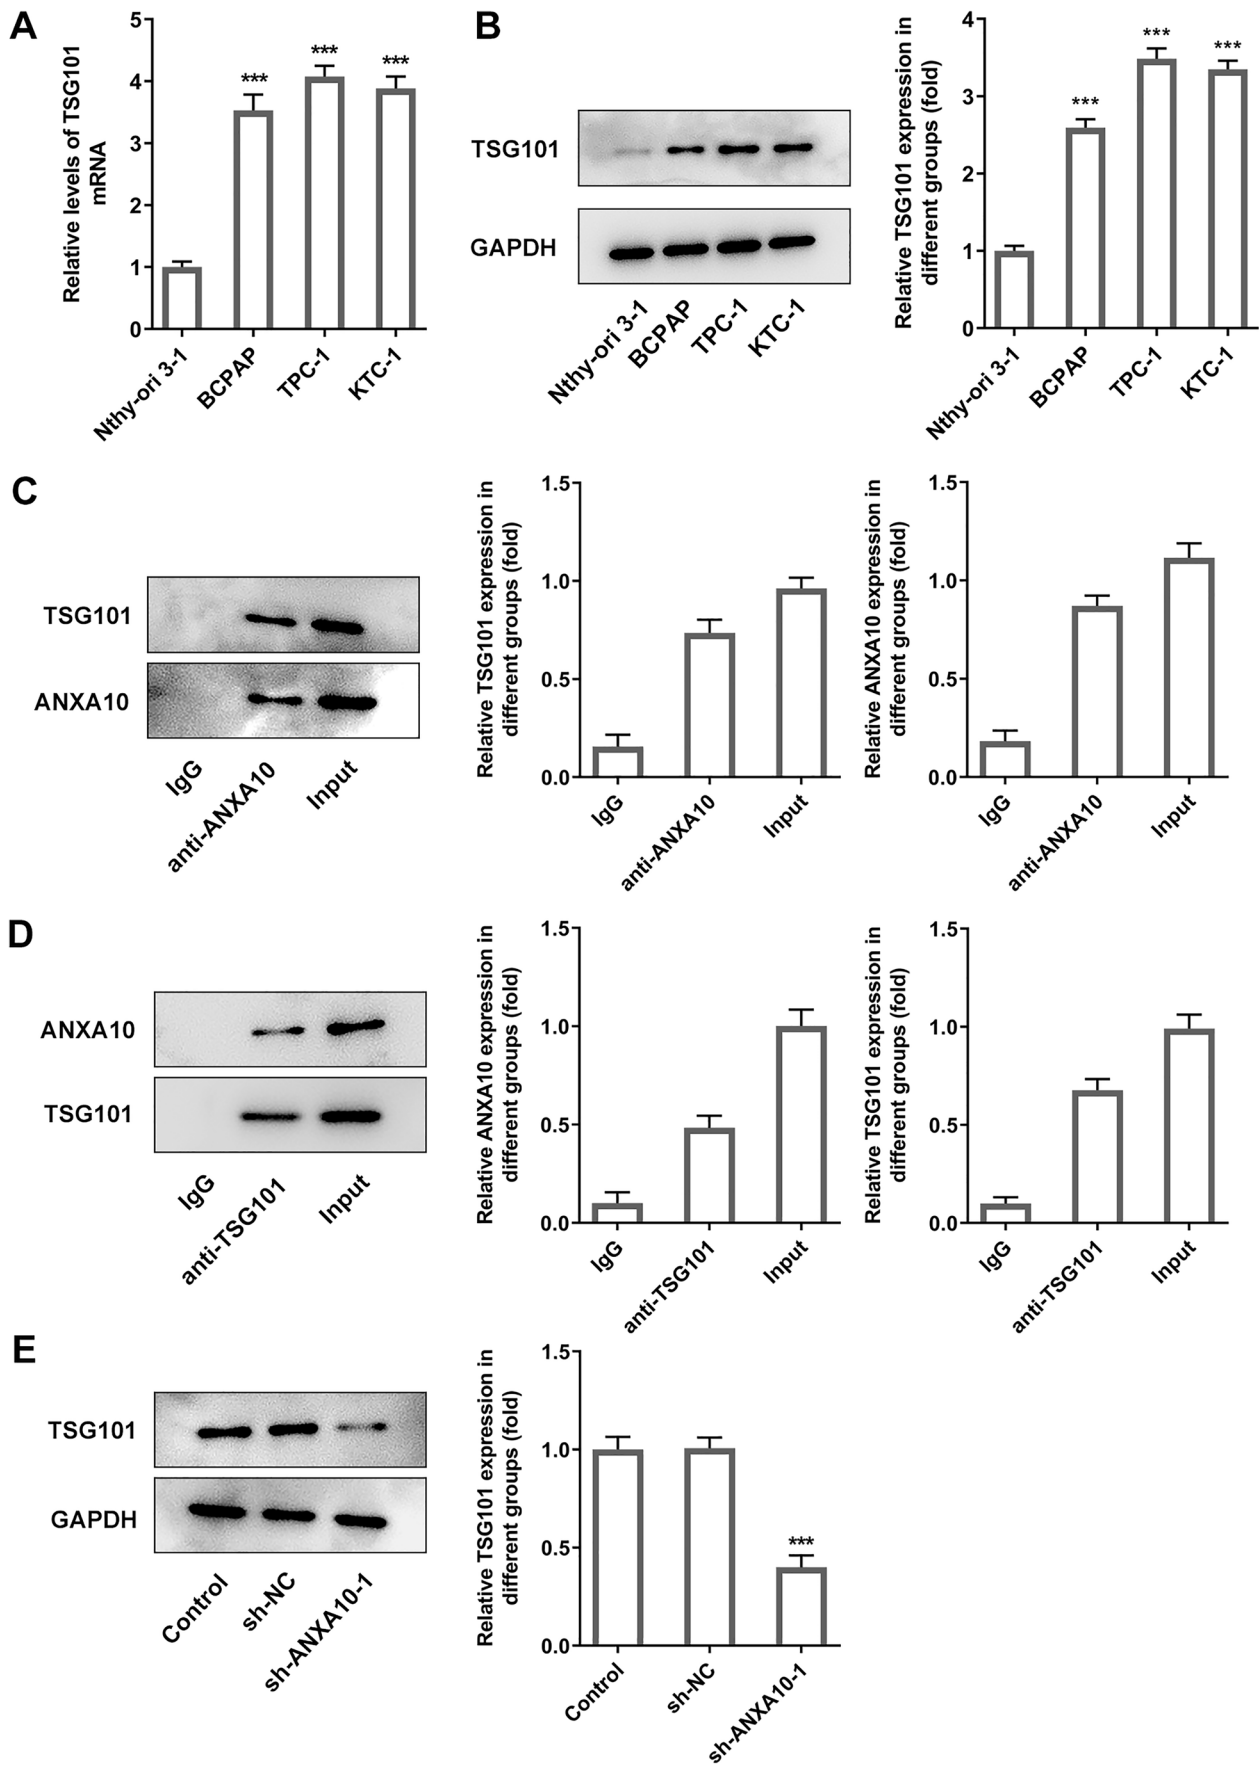 A
Relative levels of TSG101
mRNA
5
4
3
2
1
0
***
***
***
Nthy-ori 3-1
BCPAP
TPC-1
KTC-1
B
TSG101
GAPDH
Nthy-ori 3-1
BCPAP
TPC-1
KTC-1
Relative TSG101 expression in
different groups (fold)
4
3
2
1
0
***
***
***
Nthy-ori 3-1
BCPAP
TPC-1
KTC-1
C
TSG101
ANXA10
IgG
anti-ANXA10
Input
Relative TSG101 expression in
different groups (fold)
1.5
1.0
0.5
0.0
IgG
anti-ANXA10
Input
Relative ANXA10 expression in
different groups (fold)
1.5
1.0
0.5
0.0
IgG
anti-ANXA10
Input
D
ANXA10
TSG101
IgG
anti-TSG101
Input
Relative ANXA10 expression in
different groups (fold)
1.5
1.0
0.5
0.0
IgG
anti-TSG101
Input
Relative TSG101 expression in
different groups (fold)
1.5
1.0
0.5
0.0
IgG
anti-TSG101
Input
E
TSG101
GAPDH
Control
sh-NC
sh-ANXA10-1
Relative TSG101 expression in
different groups (fold)
1.5
1.0
0.5
0.0
***
Control
sh-NC
sh-ANXA10-1